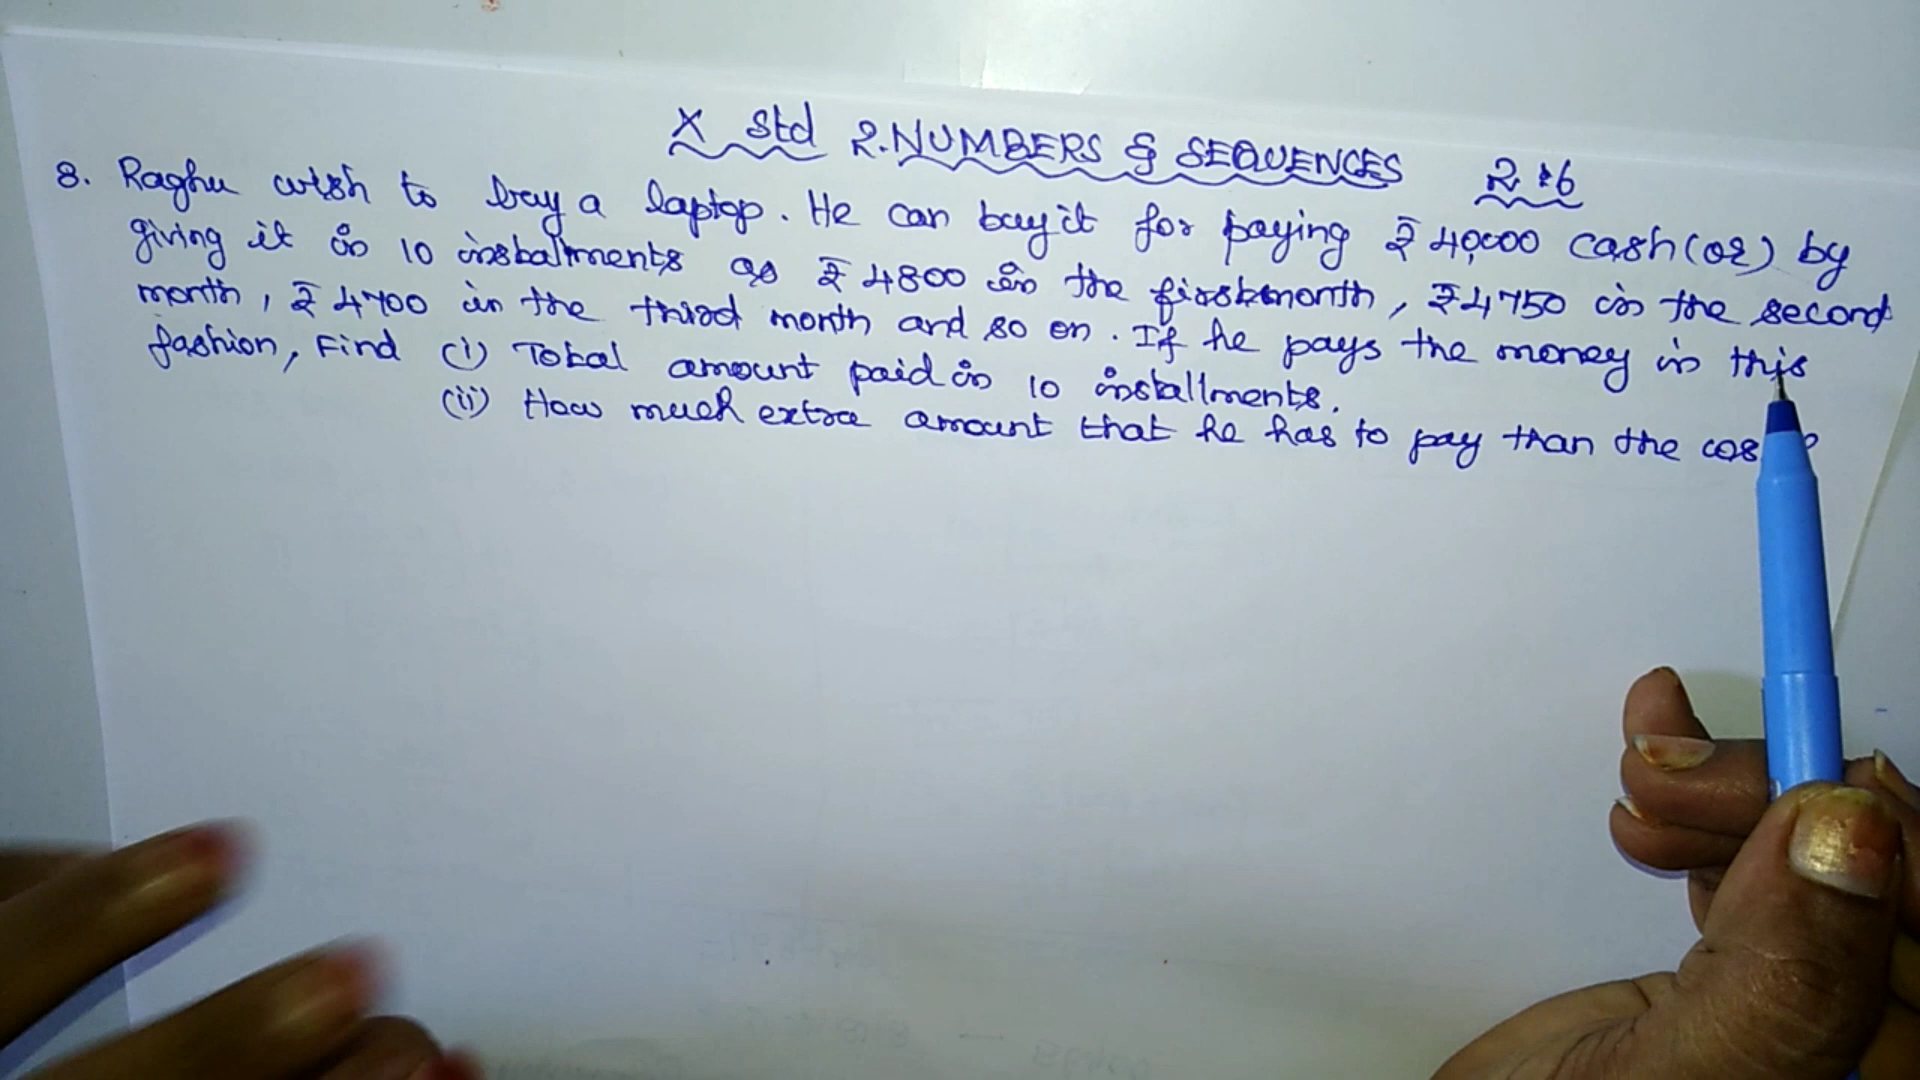 X Std 2.NUMBERS & SEQUENCES 2.6
8. Raghu wish to buy a laptop. He can buy it for paying ₹ 40,000 cash (or) by
giving it in 10 installments as ₹ 4800 in the first month, ₹ 4750 in the second
month, ₹ 4700 in the third month and so on. If he pays the money in this
fashion, Find (i) Total amount paid in 10 installments.
(ii) How much extra amount that he has to pay than the